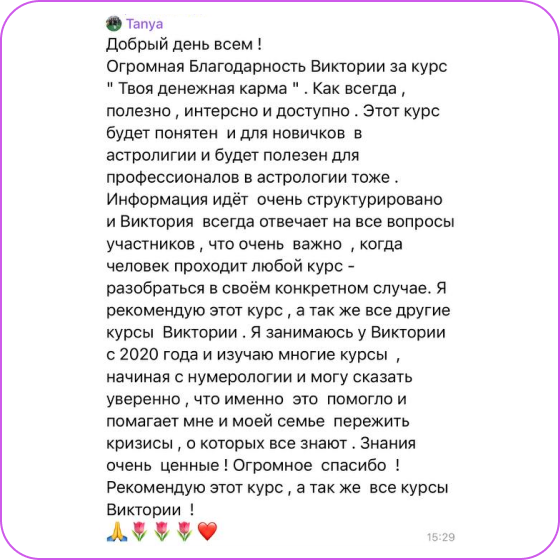 Tanya
Добрый день всем !
Огромная Благодарность Виктории за курс
" Твоя денежная карма " . Как всегда ,
полезно , интерсно и доступно . Этот курс
будет понятен и для новичков в
астролигии и будет полезен для
профессионалов в астрологии тоже .
Информация идёт очень структурировано
и Виктория всегда отвечает на все вопросы
участников , что очень важно , когда
человек проходит любой курс -
разобраться в своём конкретном случае. Я
рекомендую этот курс , а так же все другие
курсы Виктории . Я занимаюсь у Виктории
с 2020 года и изучаю многие курсы ,
начиная с нумерологии и могу сказать
уверенно , что именно это помогло и
помагает мне и моей семье пережить
кризисы , о которых все знают . Знания
очень ценные ! Огромное спасибо !
Рекомендую этот курс , а так же все курсы
Виктории !
🙏🌷🌷🌷❤️ 15:29